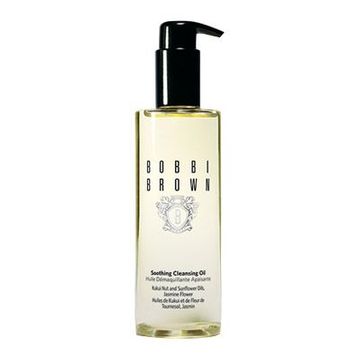 BOBBI
BROWN
B
Soothing Cleansing Oil
Huile Démaquillante Apaisante
Kukui Nut and Sunflower Oils,
Jasmine Flower
Huiles de Kukui et de Fleur de
Tournesol, Jasmin